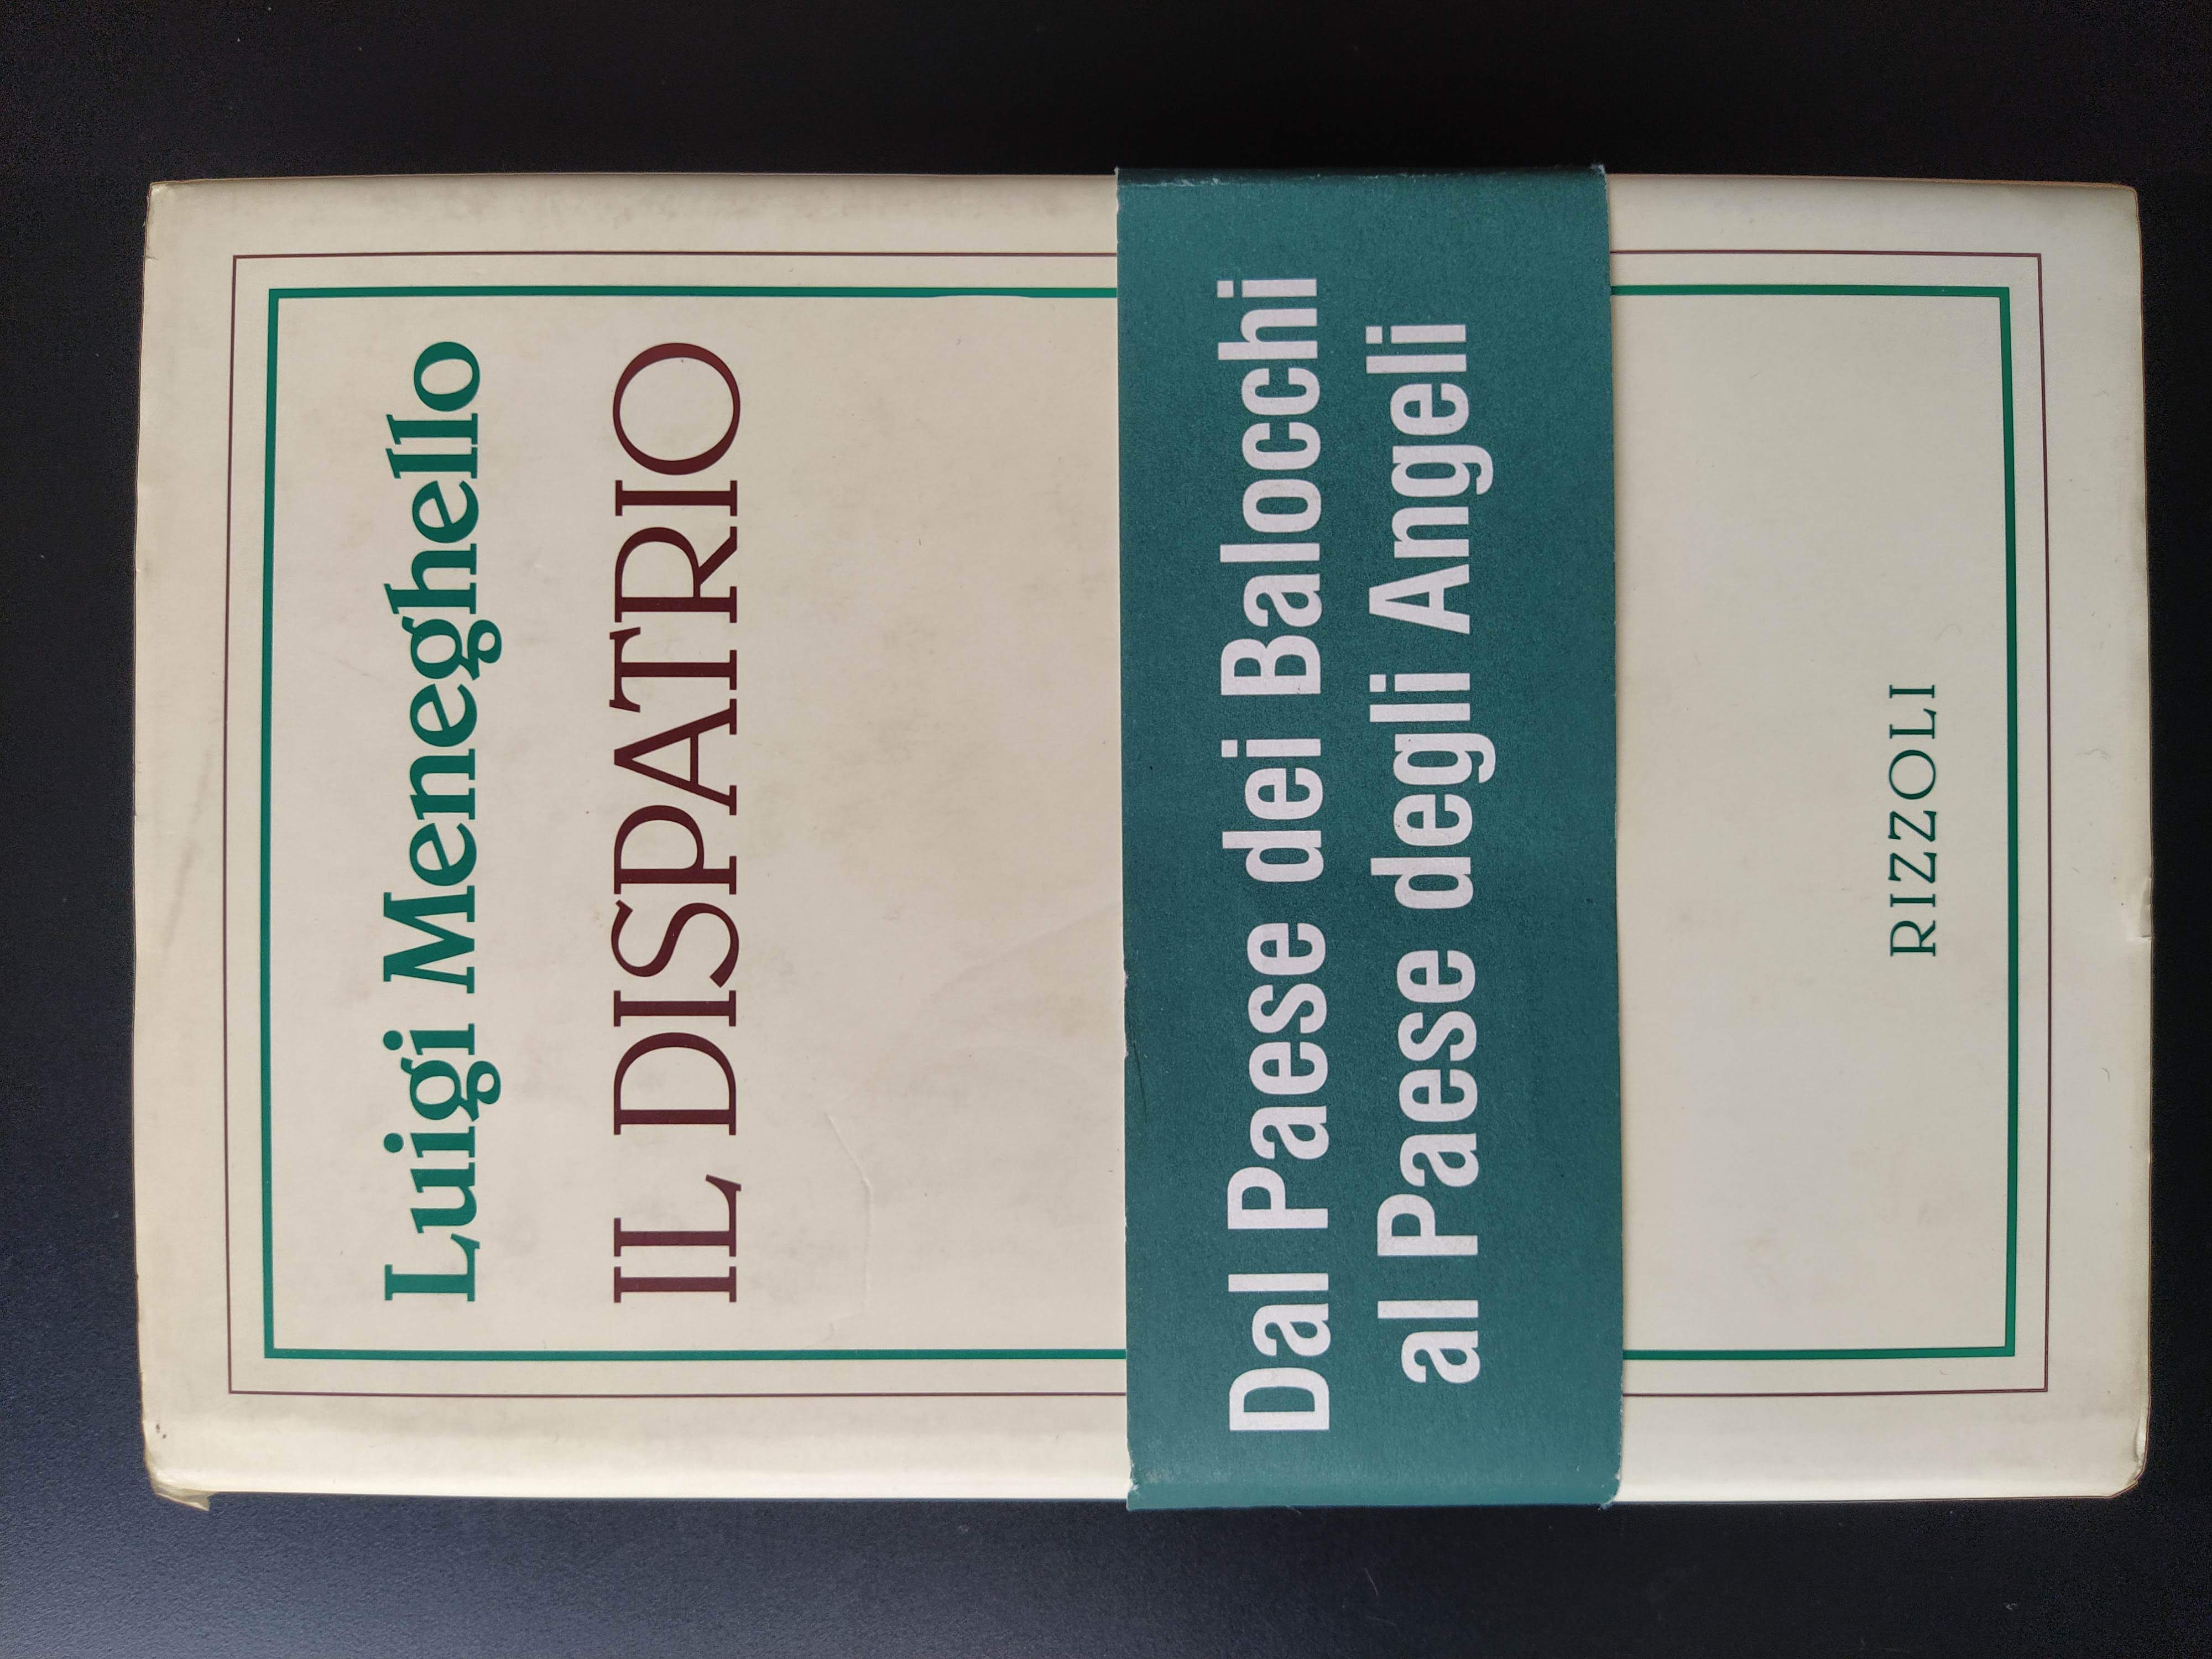 Luigi Meneghello
IL DISPATRIO
Dal Paese dei Balocchi
al Paese degli Angeli
RIZZOLI